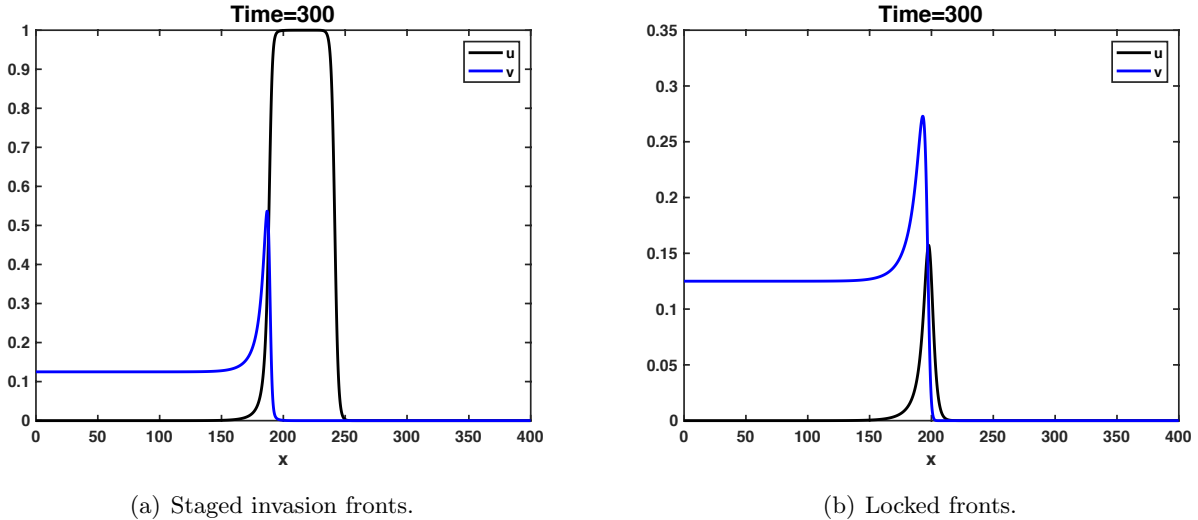 Time=300
1
0.9
0.8
0.7
0.6
0.5
0.4
0.3
0.2
0.1
0
0 50 100 150 200 250 300 350 400
x
u
v
(a) Staged invasion fronts.
Time=300
0.35
0.3
0.25
0.2
0.15
0.1
0.05
0
0 50 100 150 200 250 300 350 400
x
u
v
(b) Locked fronts.